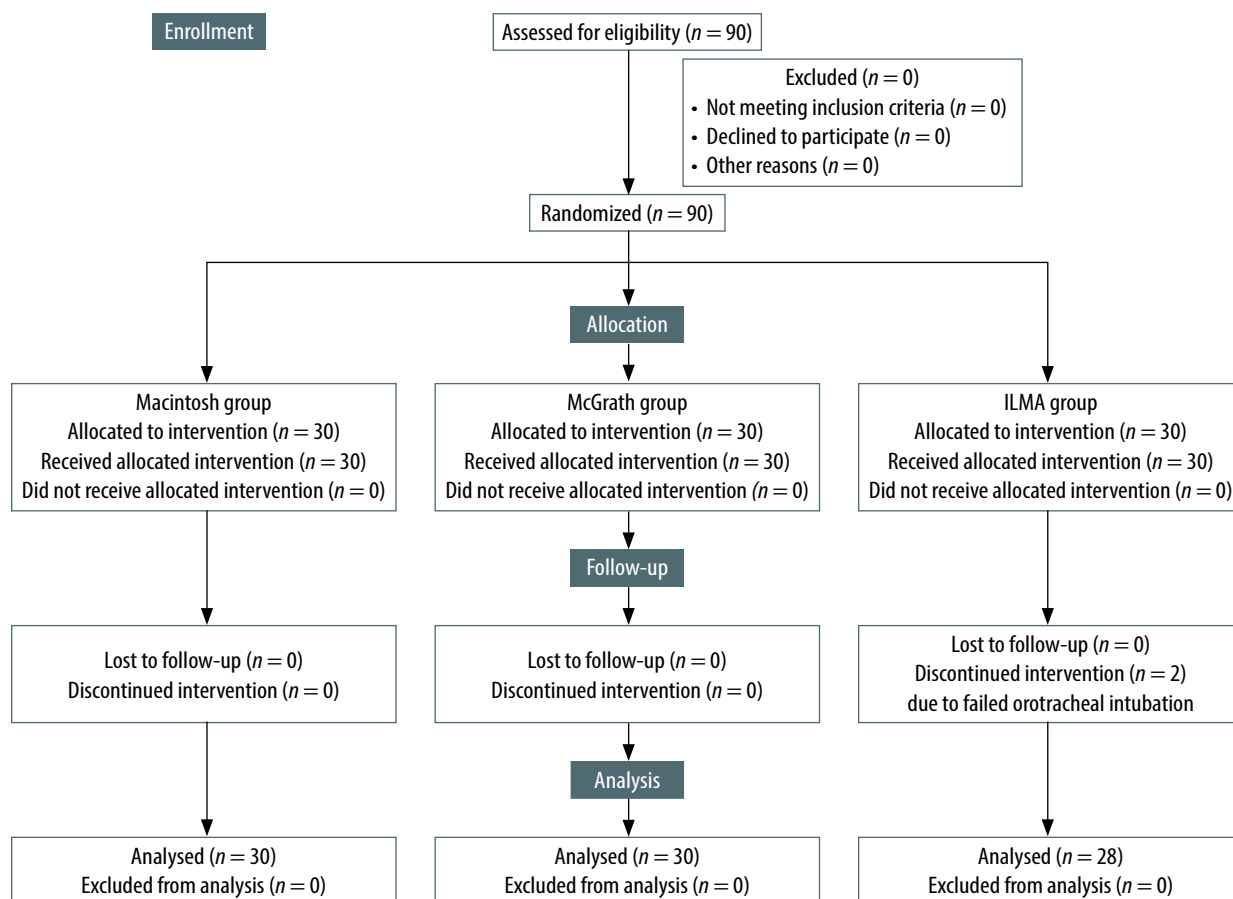 Enrollment
Assessed for eligibility (n = 90)
Excluded (n = 0)
• Not meeting inclusion criteria (n = 0)
• Declined to participate (n = 0)
• Other reasons (n = 0)
Randomized (n = 90)
Allocation
Macintosh group
Allocated to intervention (n = 30)
Received allocated intervention (n = 30)
Did not receive allocated intervention (n = 0)
McGrath group
Allocated to intervention (n = 30)
Received allocated intervention (n = 30)
Did not receive allocated intervention (n = 0)
ILMA group
Allocated to intervention (n = 30)
Received allocated intervention (n = 30)
Did not receive allocated intervention (n = 0)
Follow-up
Lost to follow-up (n = 0)
Discontinued intervention (n = 0)
Lost to follow-up (n = 0)
Discontinued intervention (n = 0)
Lost to follow-up (n = 0)
Discontinued intervention (n = 2)
due to failed orotracheal intubation
Analysis
Analysed (n = 30)
Excluded from analysis (n = 0)
Analysed (n = 30)
Excluded from analysis (n = 0)
Analysed (n = 28)
Excluded from analysis (n = 0)